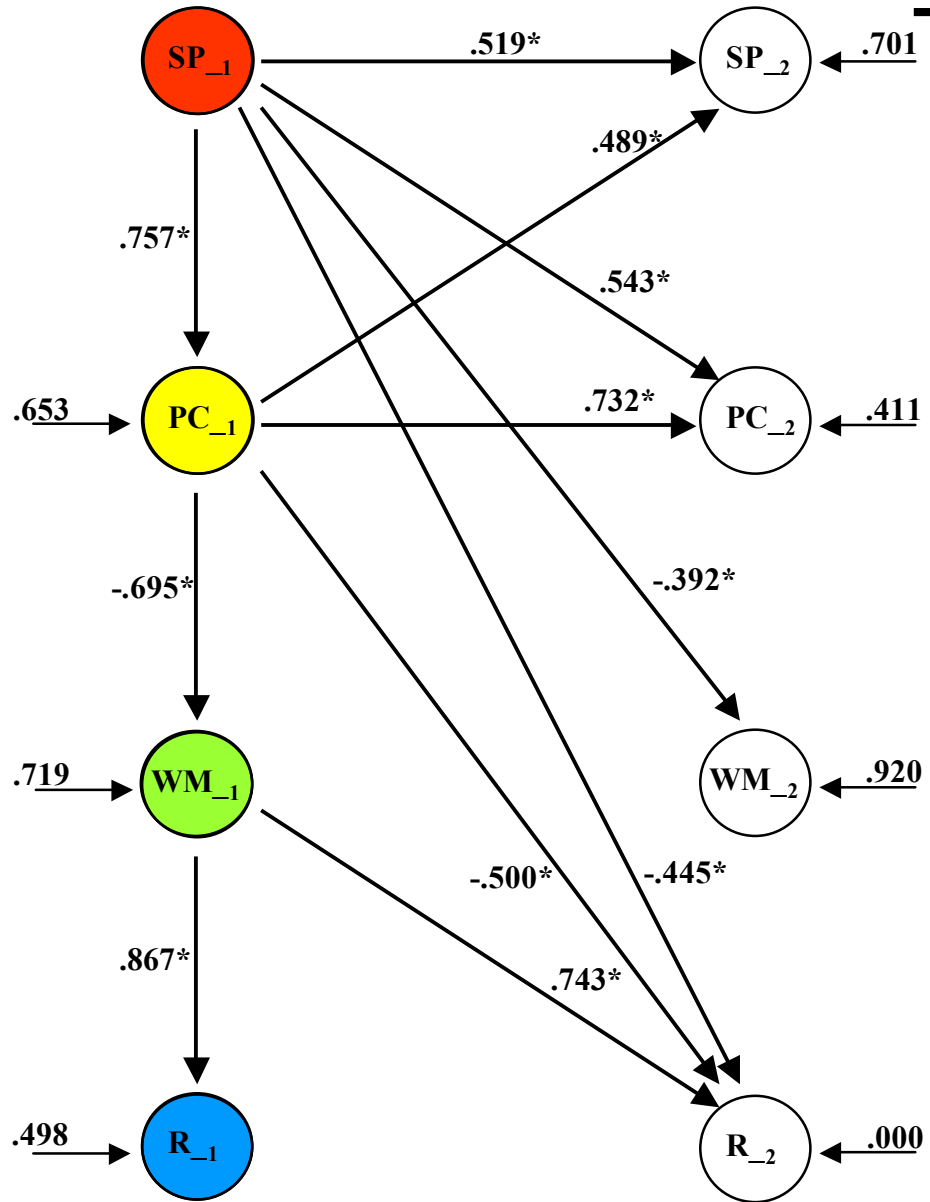 SP_1
.519*
SP_2
.701
.489*
.757*
.543*
.653
PC_1
.732*
PC_2
.411
-.695*
-.392*
.719
WM_1
WM_2
.920
-.500*
-.445*
.867*
.743*
.498
R_1
R_2
.000